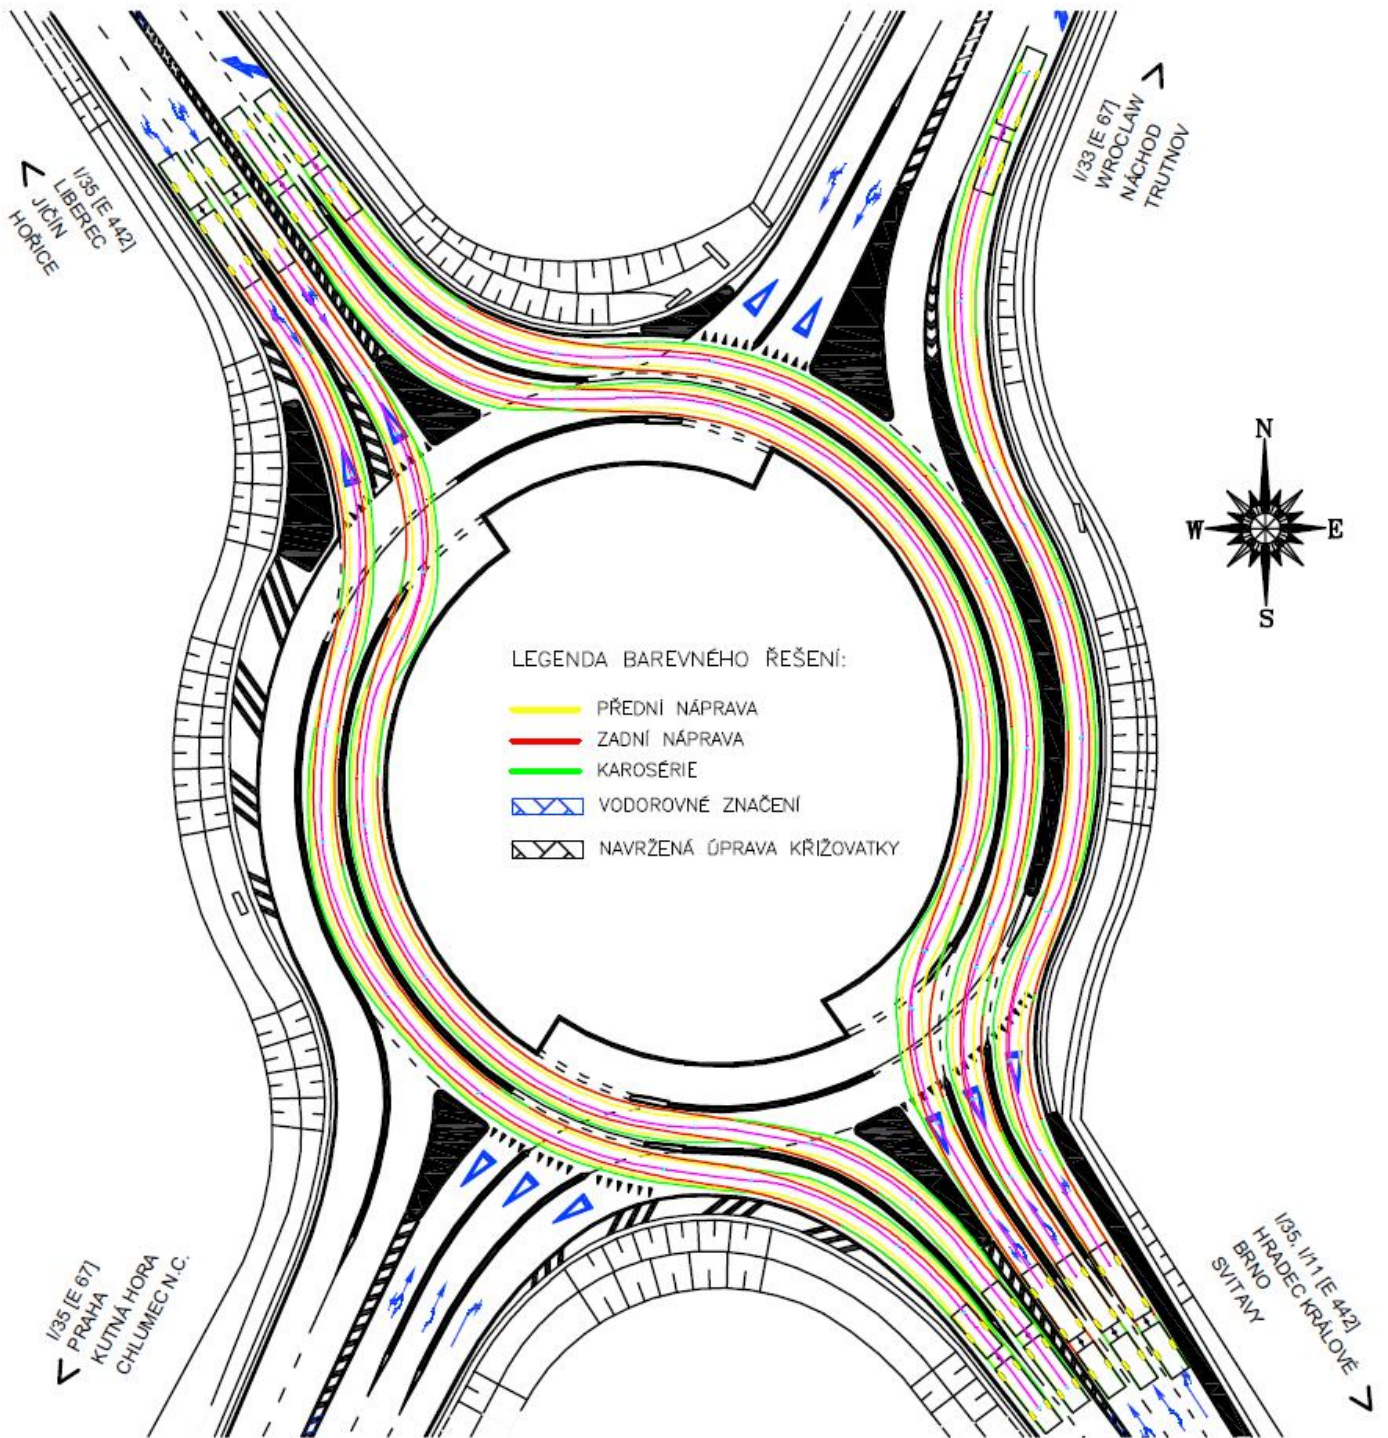 I/33 [E 67]
WROCLAW
NÁCHOD
TRUTNOV
I/35 [E 442]
LIBEREC
JIČÍN
HOŘICE
N
W
E
S
LEGENDA BAREVNÉHO ŘEŠENÍ:
PŘEDNÍ NÁPRAVA
ZADNÍ NÁPRAVA
KAROSÉRIE
VODOROVNÉ ZNAČENÍ
NAVRŽENÁ ÚPRAVA KŘIŽOVATKY
I/35 [E 67]
PRAHA
KUTNÁ HORA
CHLUMEC N.C.
I/35, I/11 [E 442]
HRADEC KRÁLOVÉ
BRNO
SVITAVY